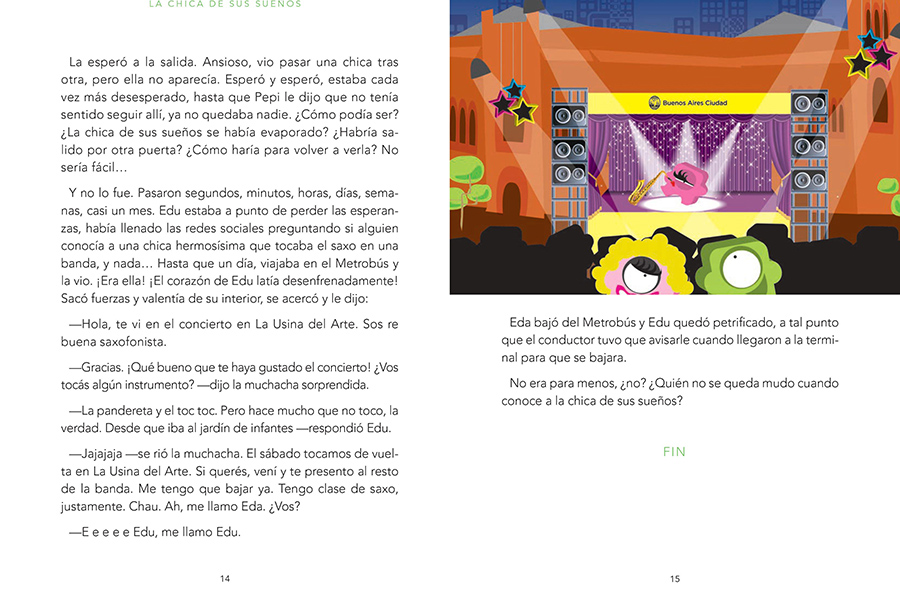 LA CHICA DE SUS SUEÑOS
La esperó a la salida. Ansioso, vio pasar una chica tras
otra, pero ella no aparecía. Esperó y esperó, estaba cada
vez más desesperado, hasta que Pepi le dijo que no tenía
sentido seguir allí, ya no quedaba nadie. ¿Cómo podía ser?
¿La chica de sus sueños se había evaporado? ¿Habría sa-
lido por otra puerta? ¿Cómo haría para volver a verla? No
sería fácil…
Y no lo fue. Pasaron segundos, minutos, horas, días, sema-
nas, casi un mes. Edu estaba a punto de perder las esperan-
zas, había llenado las redes sociales preguntando si alguien
conocía a una chica hermosísima que tocaba el saxo en una
banda, y nada… Hasta que un día, viajaba en el Metrobús y
la vio. ¡Era ella! ¡El corazón de Edu latía desenfrenadamente!
Sacó fuerzas y valentía de su interior, se acercó y le dijo:
—Hola, te vi en el concierto en La Usina del Arte. Sos re
buena saxofonista.
—Gracias. ¡Qué bueno que te haya gustado el concierto! ¿Vos
tocás algún instrumento? —dijo la muchacha sorprendida.
—La pandereta y el toc toc. Pero hace mucho que no toco, la
verdad. Desde que iba al jardín de infantes —respondió Edu.
—Jajajaja —se rió la muchacha. El sábado tocamos de vuel-
ta en La Usina del Arte. Si querés, vení y te presento al resto
de la banda. Me tengo que bajar ya. Tengo clase de saxo,
justamente. Chau. Ah, me llamo Eda. ¿Vos?
—E e e e e Edu, me llamo Edu.
14
Buenos Aires Ciudad
Eda bajó del Metrobús y Edu quedó petrificado, a tal punto
que el conductor tuvo que avisarle cuando llegaron a la termi-
nal para que se bajara.
No era para menos, ¿no? ¿Quién no se queda mudo cuando
conoce a la chica de sus sueños?
FIN
15